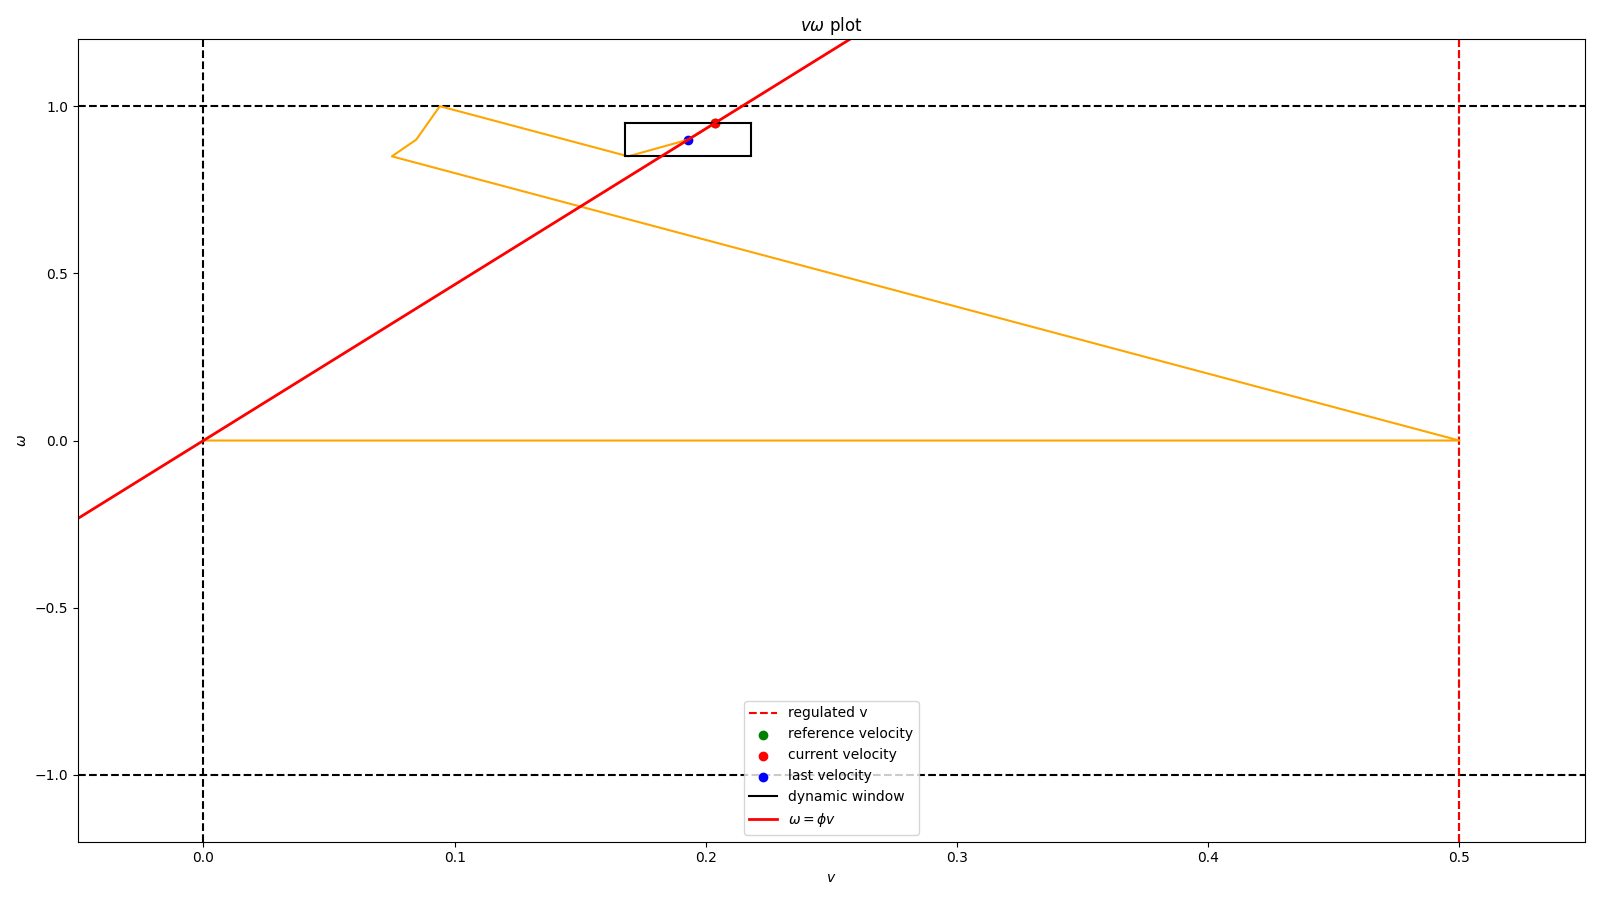 vω plot
ω
1.0
0.5
0.0
−0.5
−1.0
regulated v
reference velocity
current velocity
last velocity
dynamic window
ω = ϕv
0.0 0.1 0.2 0.3 0.4 0.5
v